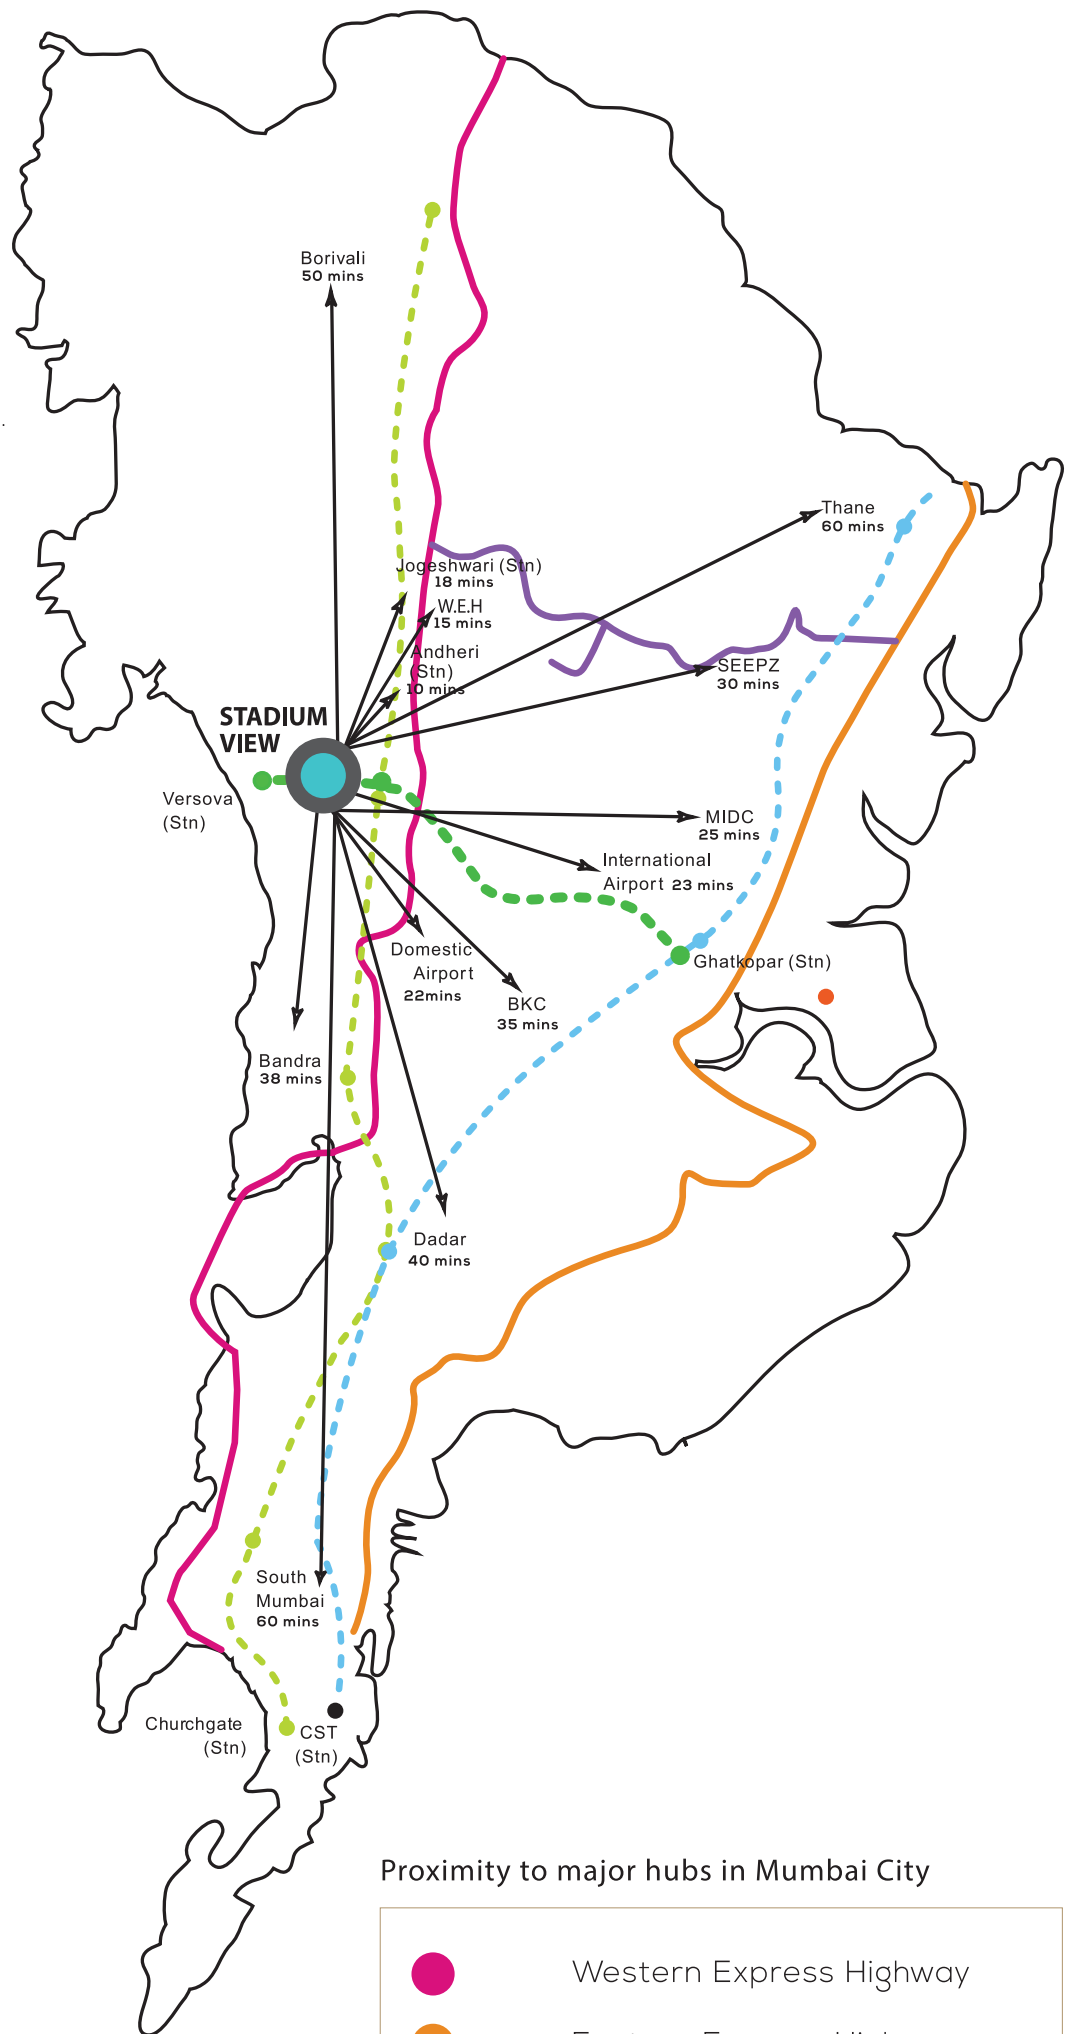 Borivali
50 mins
Thane
60 mins
Jogeshwari (Stn)
18 mins
W.E.H
15 mins
Andheri
(Stn)
10 mins
SEEPZ
30 mins
STADIUM
VIEW
Versova
(Stn)
MIDC
25 mins
International
Airport 23 mins
Domestic
Airport
22mins
Ghatkopar (Stn)
BKC
35 mins
Bandra
38 mins
Dadar
40 mins
South
Mumbai
60 mins
Churchgate
(Stn)
CST
(Stn)
Proximity to major hubs in Mumbai City
Western Express Highway